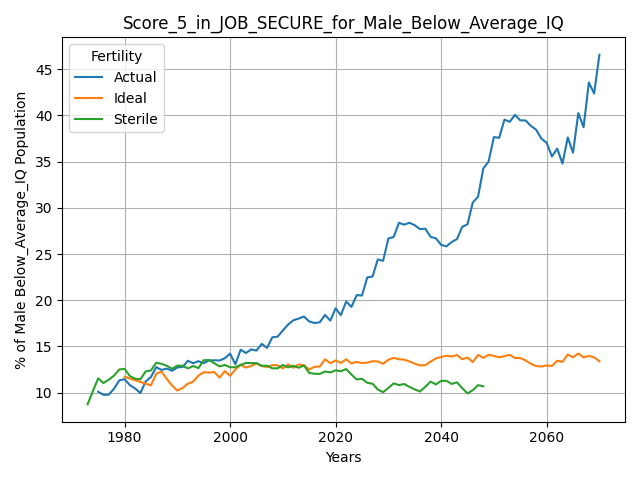 Score_5_in_JOB_SECURE_for_Male_Below_Average_IQ
Fertility
Actual
Ideal
Sterile
% of Male Below_Average_IQ Population
45
40
35
30
25
20
15
10
1980
2000
2020
2040
2060
Years